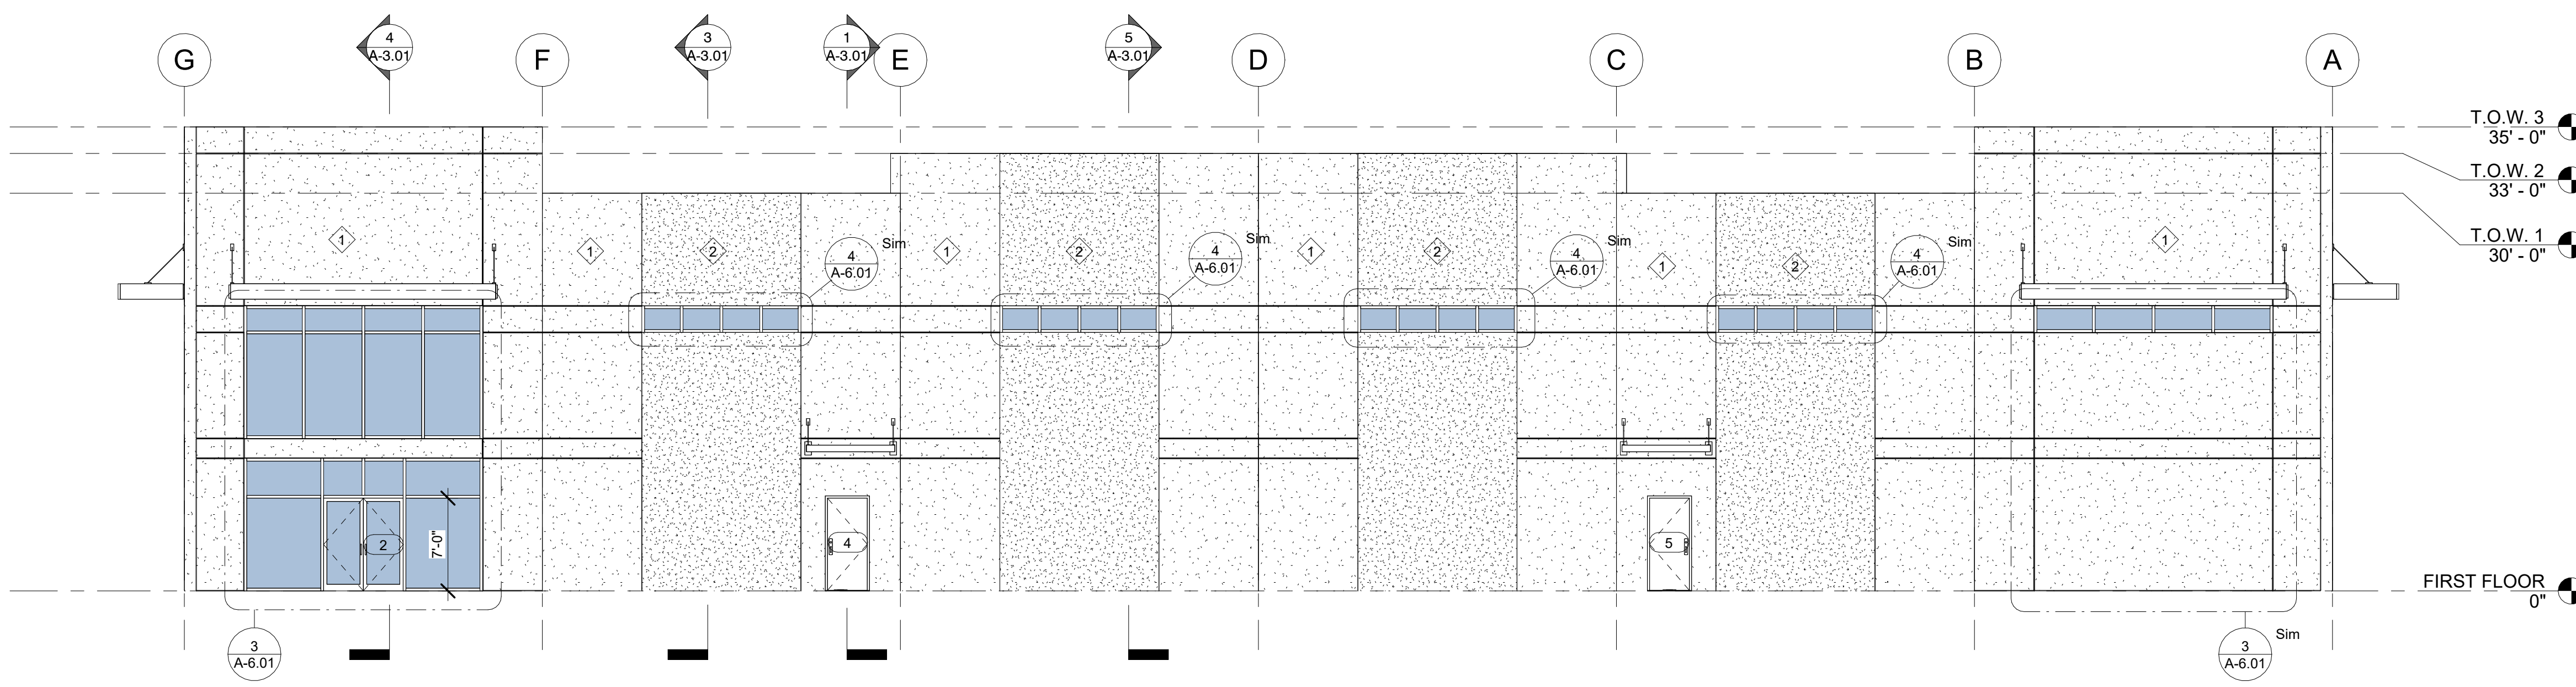 4
A-3.01
3
A-3.01
1
A-3.01
5
A-3.01
G
F
E
D
C
B
A
T.O.W. 3
35' - 0"
T.O.W. 2
33' - 0"
T.O.W. 1
30' - 0"
1
1
2
4
A-6.01
Sim
1
2
4
A-6.01
Sim
1
2
4
A-6.01
Sim
1
2
4
A-6.01
Sim
1
2
7'-0"
4
5
FIRST FLOOR
0"
3
A-6.01
3
A-6.01
Sim